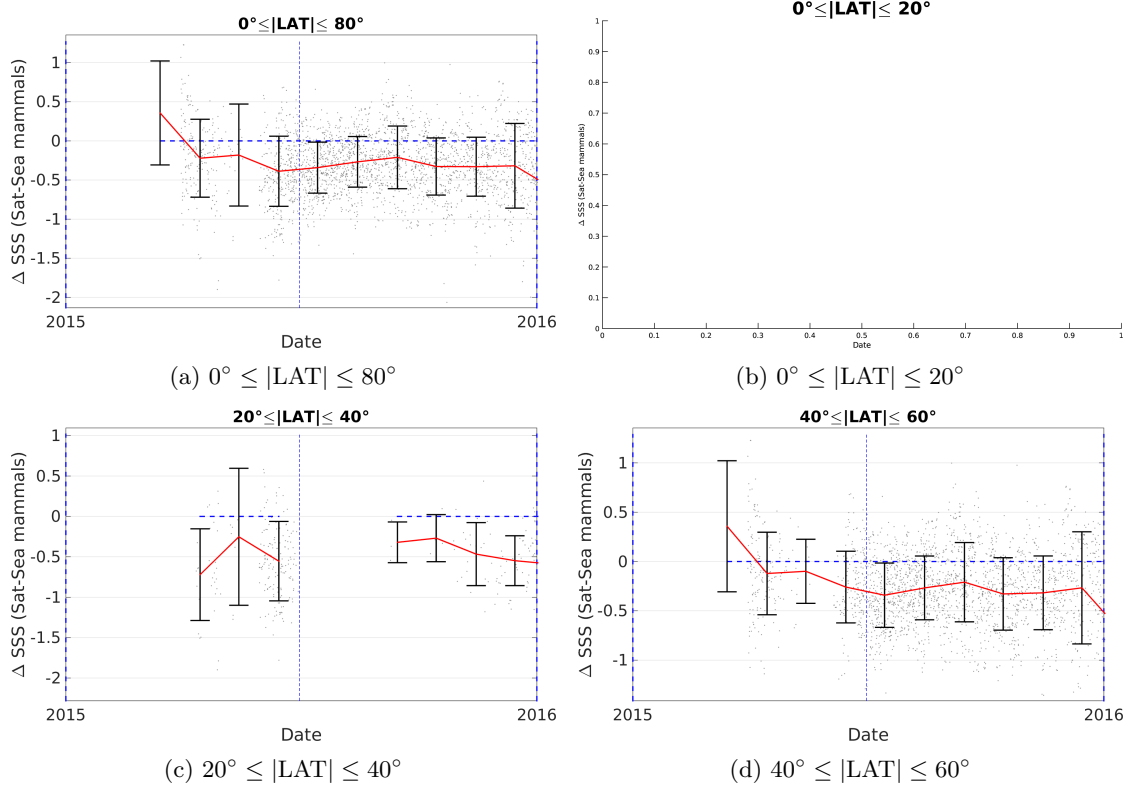 0°≤|LAT|≤ 80°
1
0.5
0
-0.5
-1
-1.5
-2
Δ SSS (Sat-Sea mammals)
2015
2016
Date
(a) 0° ≤ |LAT| ≤ 80°
0°≤|LAT|≤ 20°
1
0.9
0.8
0.7
0.6
0.5
0.4
0.3
0.2
0.1
0
Δ SSS (Sat-Sea mammals)
0 0.1 0.2 0.3 0.4 0.5 0.6 0.7 0.8 0.9 1
Date
(b) 0° ≤ |LAT| ≤ 20°
20°≤|LAT|≤ 40°
1
0.5
0
-0.5
-1
-1.5
-2
Δ SSS (Sat-Sea mammals)
2015
2016
Date
(c) 20° ≤ |LAT| ≤ 40°
40°≤|LAT|≤ 60°
1
0.5
0
-0.5
-1
Δ SSS (Sat-Sea mammals)
2015
2016
Date
(d) 40° ≤ |LAT| ≤ 60°